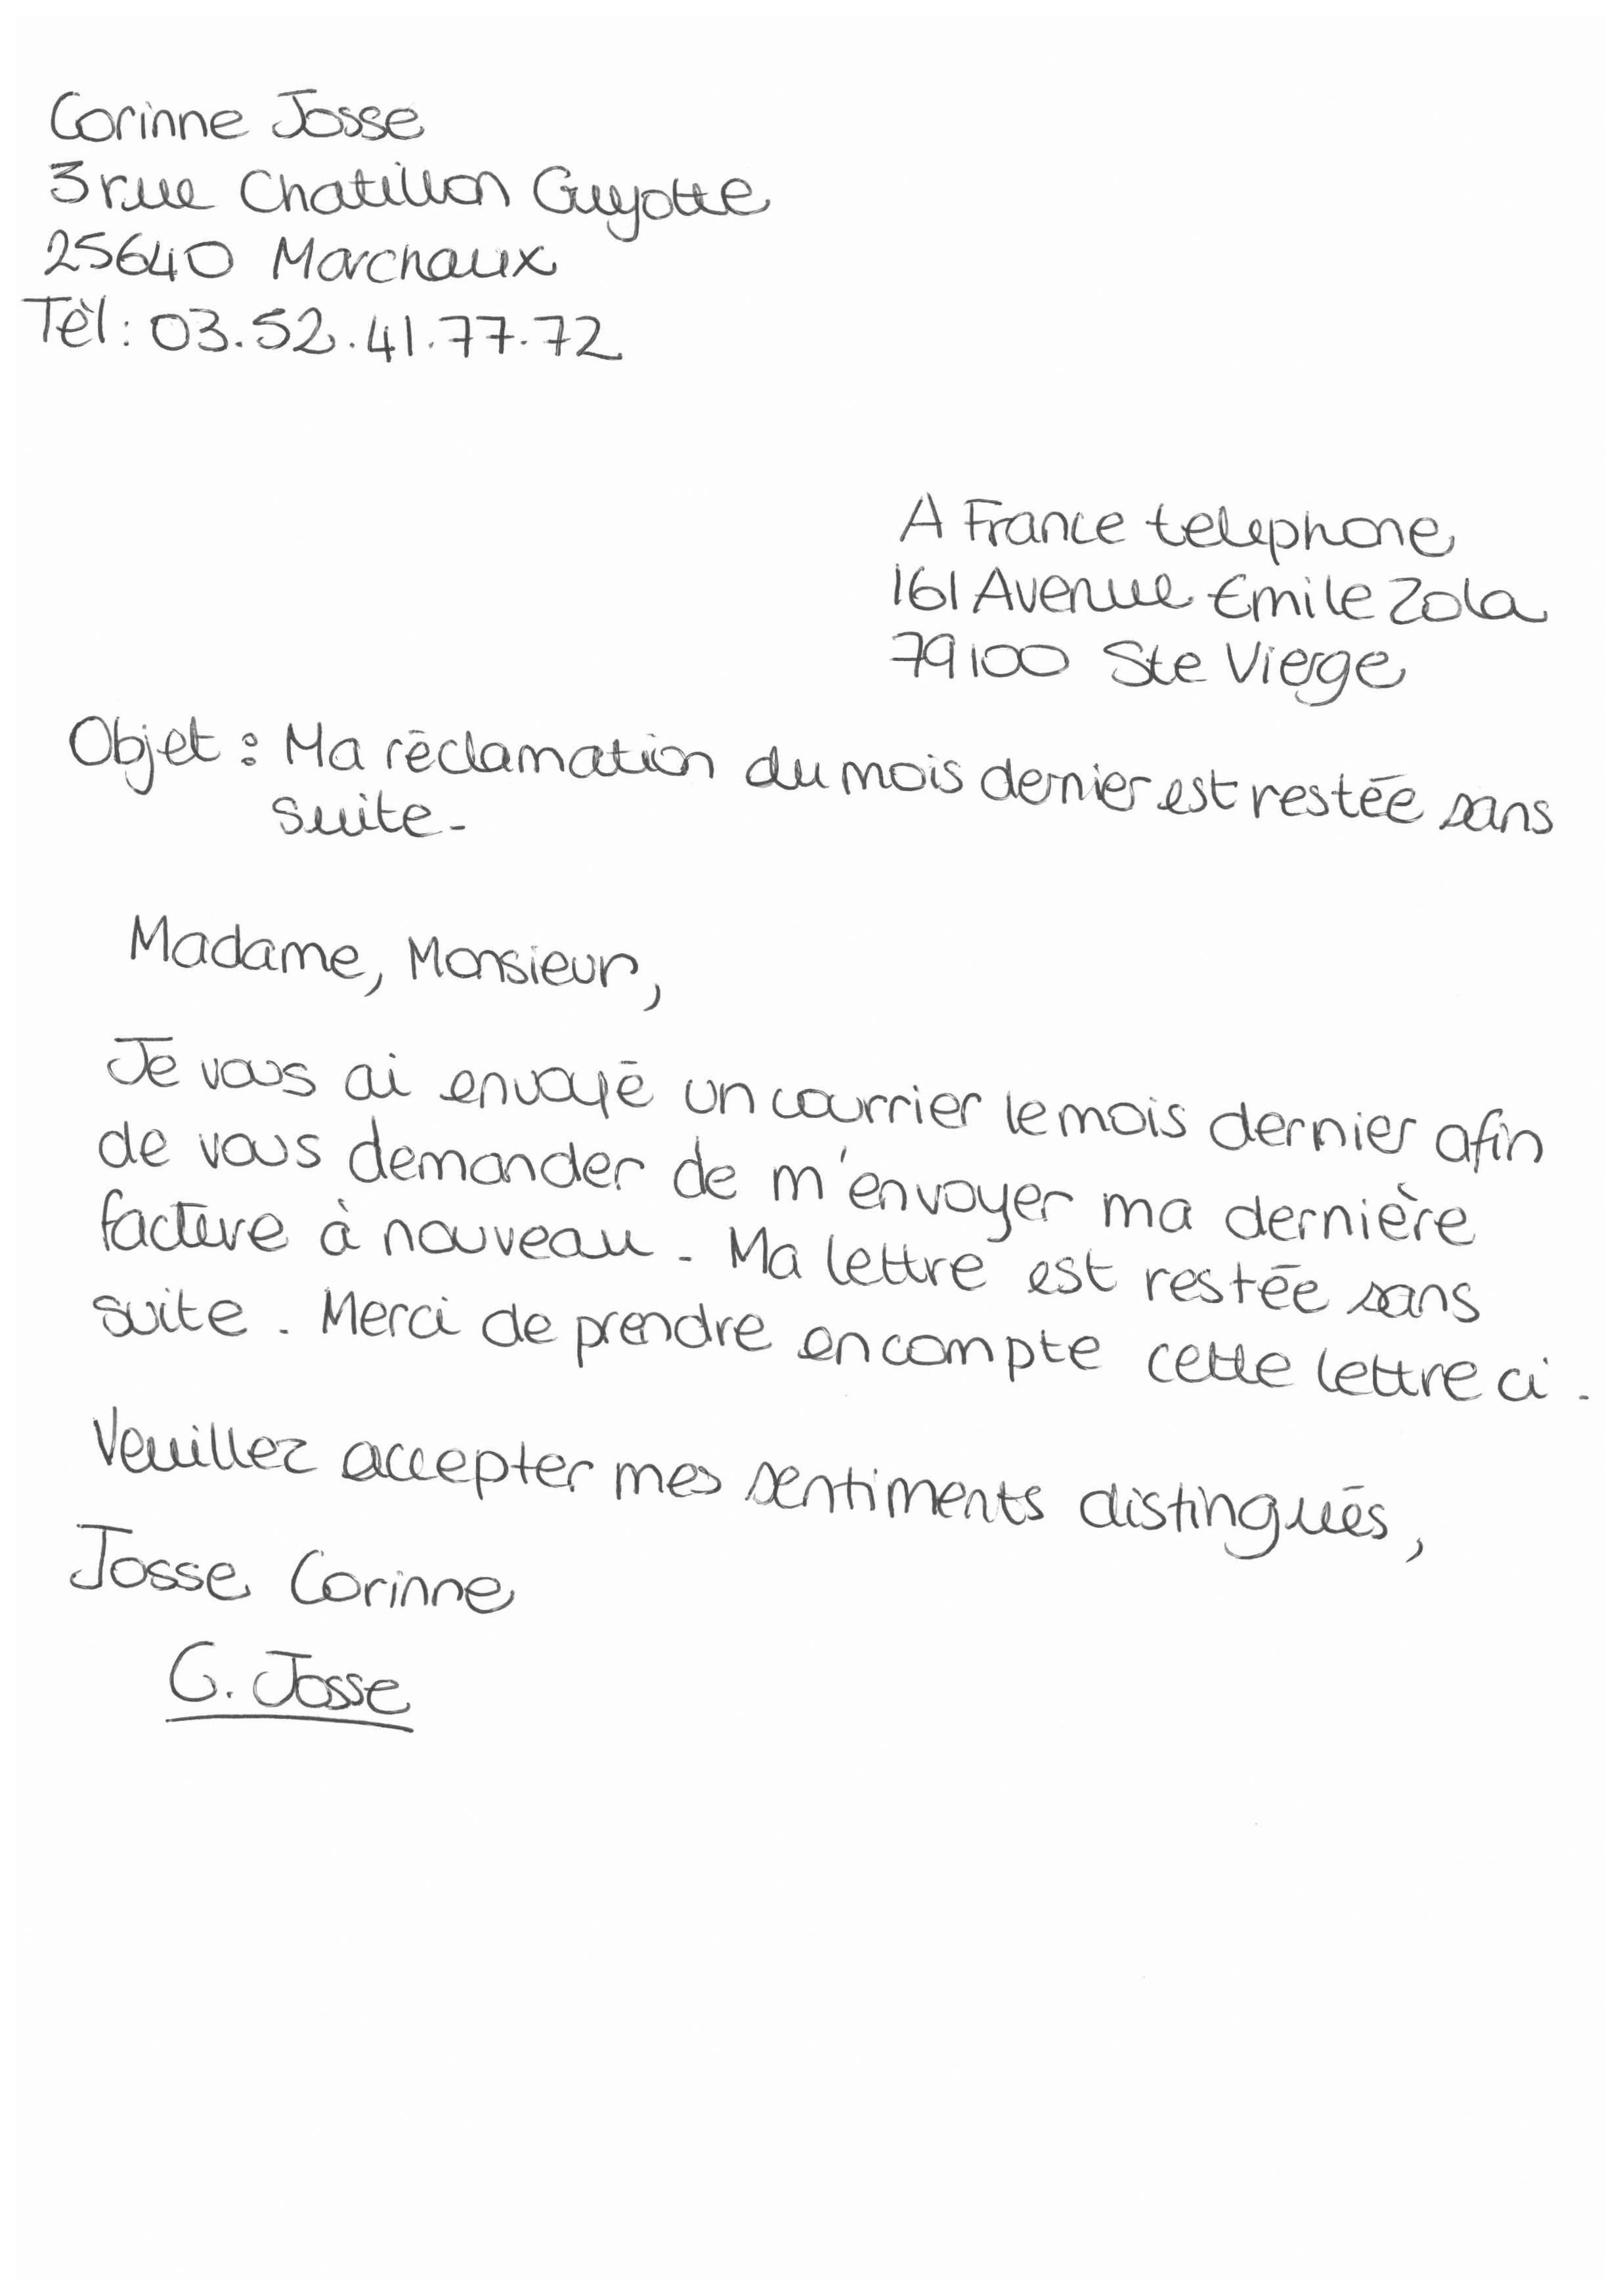 Corinne Josse
3 rue Chatillon Guyotte
25640 Marchaux
Tèl : 03.52.41.77.72
A France telephone
161 Avenue Emile Zola
79100 Ste Vierge
Objet : Ma réclamation du mois dernier est restée sans
suite.
Madame, Monsieur,
Je vous ai envoyé un courrier le mois dernier afin
de vous demander de m'envoyer ma dernière
facture à nouveau. Ma lettre est restée sans
suite. Merci de prendre en compte cette lettre ci.
Veuillez accepter mes sentiments distingués,
Josse Corinne
C. Josse